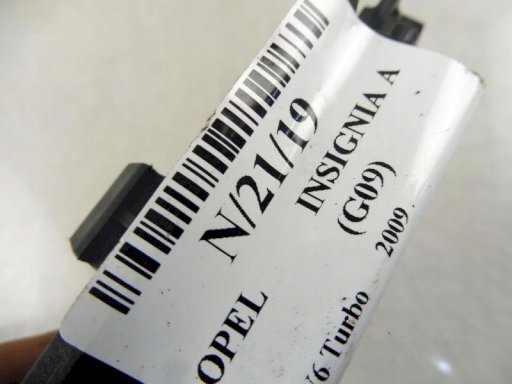 N/21/19
OPEL INSIGNIA A
(G09)
V6 Turbo 2009